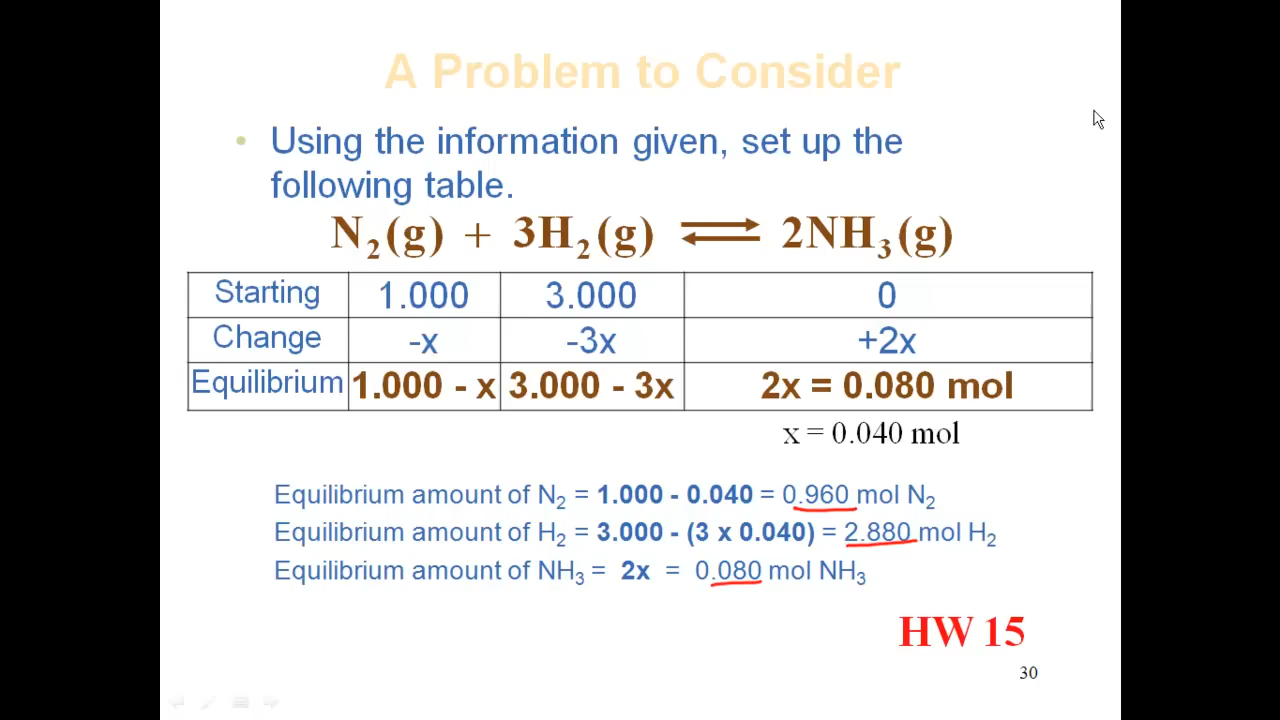 A Problem to Consider
• Using the information given, set up the
following table.
N₂(g) + 3H₂(g) ⇌ 2NH₃(g)
Starting 1.000 3.000 0
Change -x -3x +2x
Equilibrium 1.000 - x 3.000 - 3x 2x = 0.080 mol
x = 0.040 mol
Equilibrium amount of N₂ = 1.000 - 0.040 = 0.960 mol N₂
Equilibrium amount of H₂ = 3.000 - (3 x 0.040) = 2.880 mol H₂
Equilibrium amount of NH₃ = 2x = 0.080 mol NH₃
HW 15
30